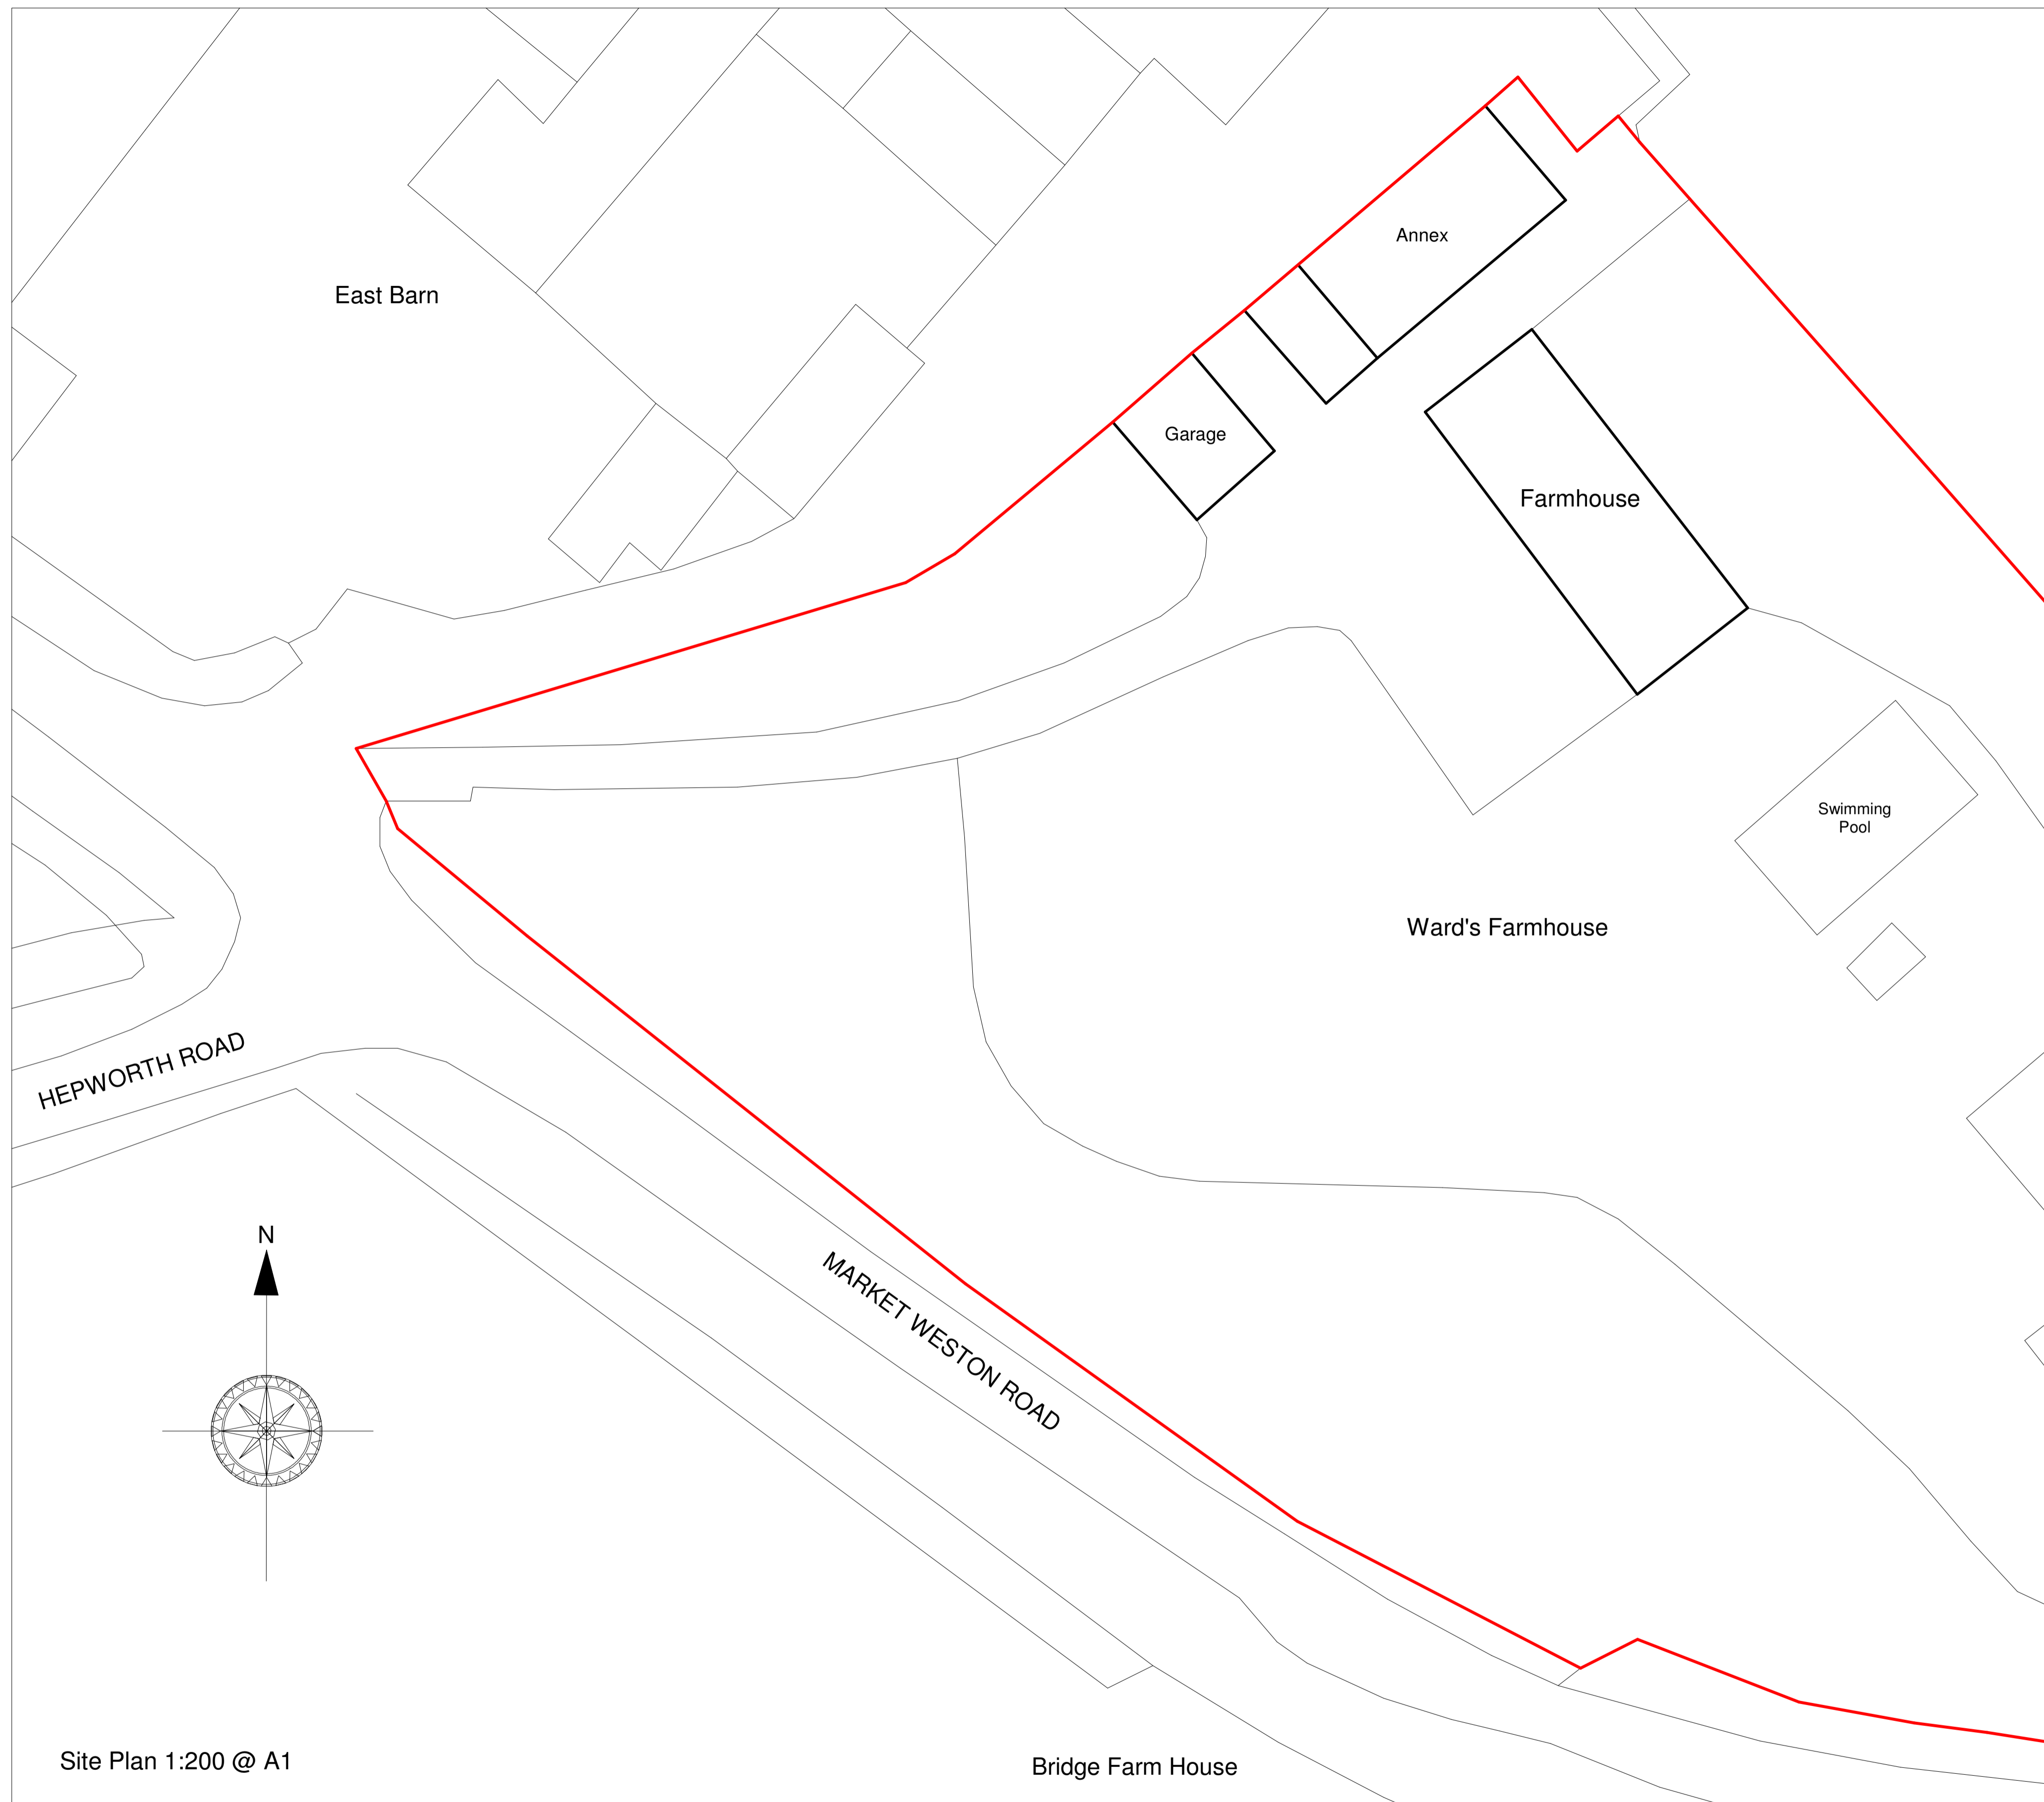 Annex
East Barn
Garage
Farmhouse
Swimming
Pool
Ward's Farmhouse
HEPWORTH ROAD
N
MARKET WESTON ROAD
Site Plan 1:200 @ A1
Bridge Farm House